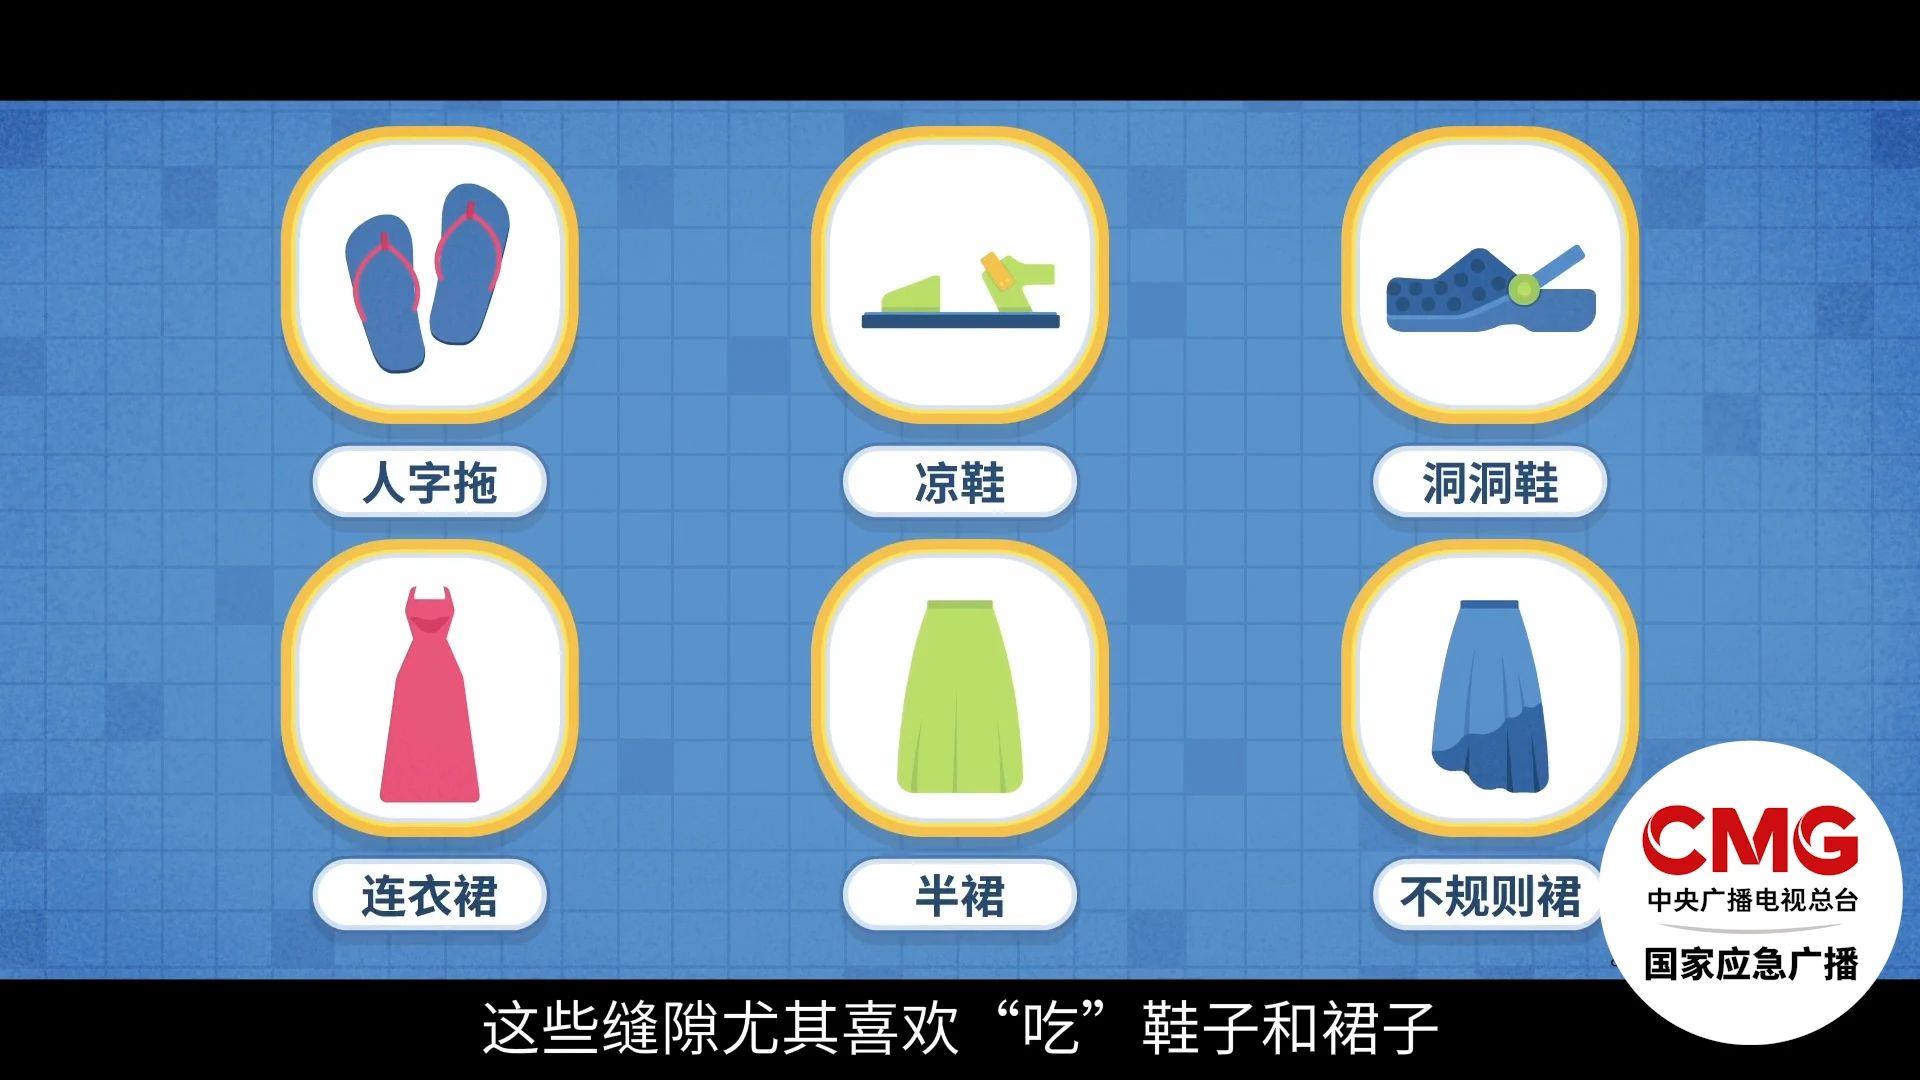 人字拖
凉鞋
洞洞鞋
连衣裙
半裙
不规则裙
CMG
中央广播电视总台
国家应急广播
这些缝隙尤其喜欢“吃”鞋子和裙子